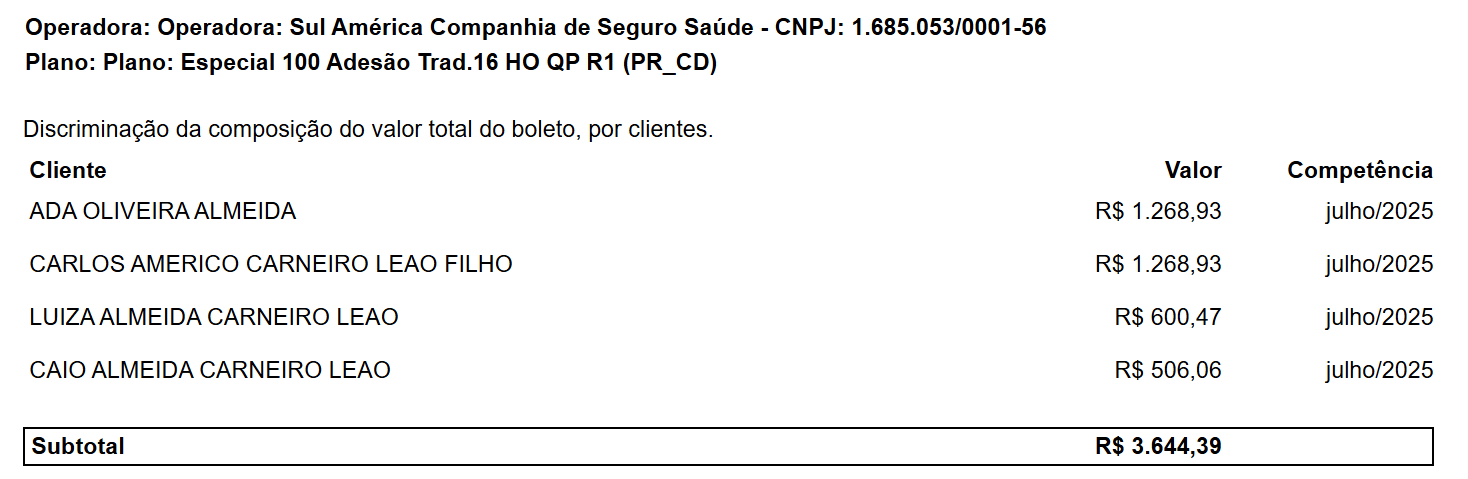 Operadora: Operadora: Sul América Companhia de Seguro Saúde - CNPJ: 1.685.053/0001-56
Plano: Plano: Especial 100 Adesão Trad.16 HO QP R1 (PR_CD)
Discriminação da composição do valor total do boleto, por clientes.
Cliente Valor Competência
ADA OLIVEIRA ALMEIDA R$ 1.268,93 julho/2025
CARLOS AMERICO CARNEIRO LEAO FILHO R$ 1.268,93 julho/2025
LUIZA ALMEIDA CARNEIRO LEAO R$ 600,47 julho/2025
CAIO ALMEIDA CARNEIRO LEAO R$ 506,06 julho/2025
Subtotal R$ 3.644,39